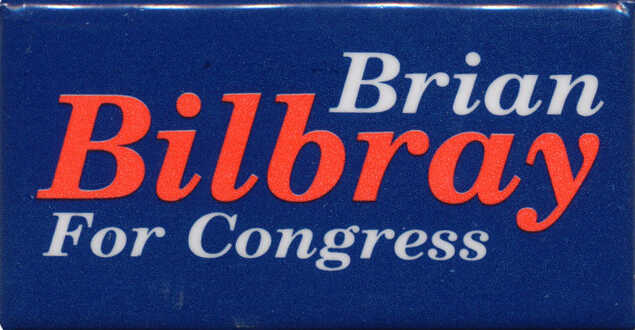 Brian
Bilbray
For Congress